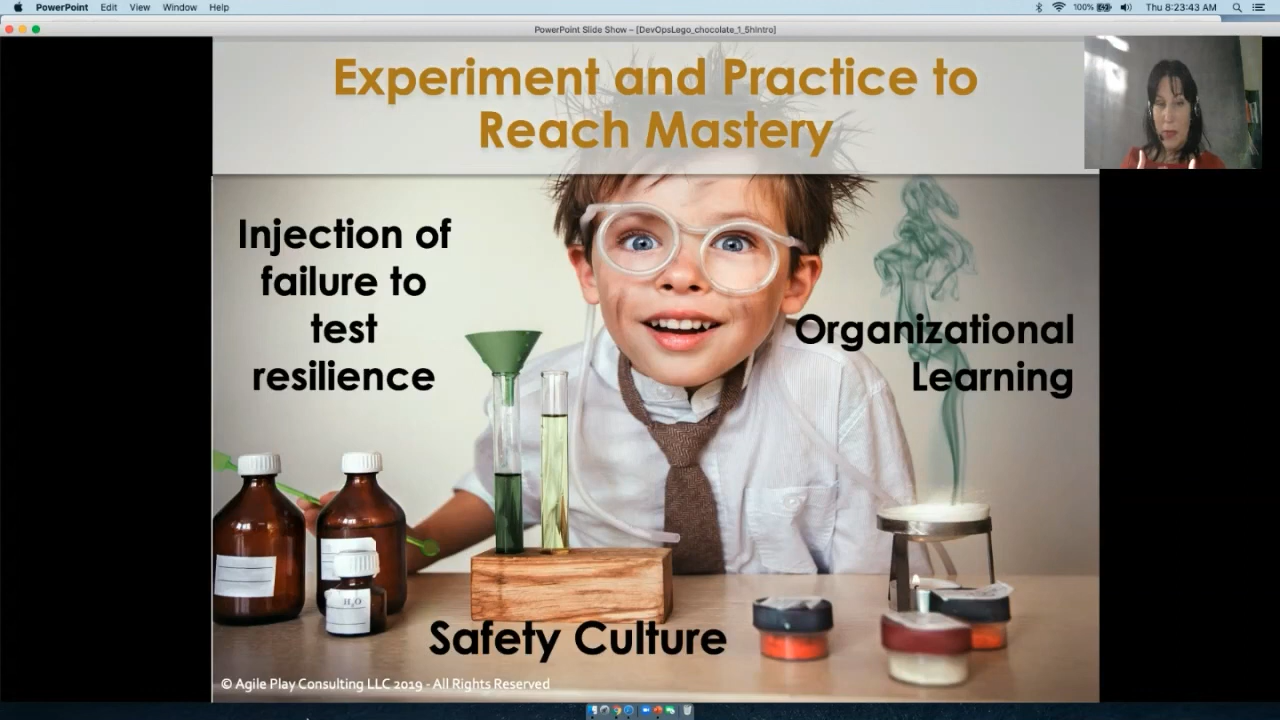 PowerPoint Edit View Window Help
100% Thu 8:23:43 AM
PowerPoint Slide Show – [DevOpsLego_chocolate_1_5hIntro]
Experiment and Practice to
Reach Mastery
Injection of
failure to
test
resilience
Organizational
Learning
H₂O
Safety Culture
© Agile Play Consulting LLC 2019 - All Rights Reserved